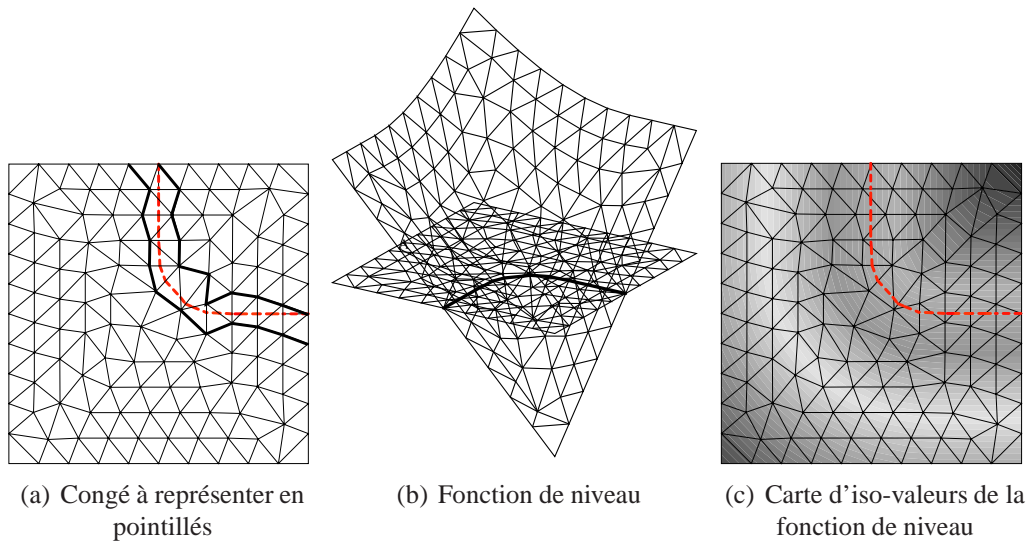 (a) Congé à représenter en
pointillés
(b) Fonction de niveau
(c) Carte d'iso-valeurs de la
fonction de niveau